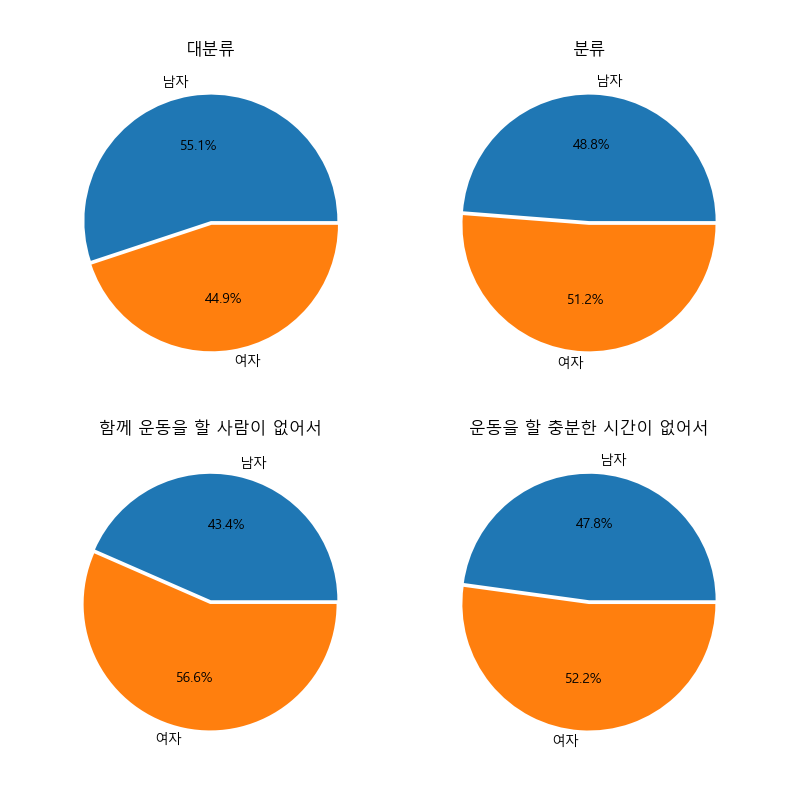 대분류
남자
55.1%
44.9%
여자
분류
남자
48.8%
51.2%
여자
함께 운동을 할 사람이 없어서
남자
43.4%
56.6%
여자
운동을 할 충분한 시간이 없어서
남자
47.8%
52.2%
여자